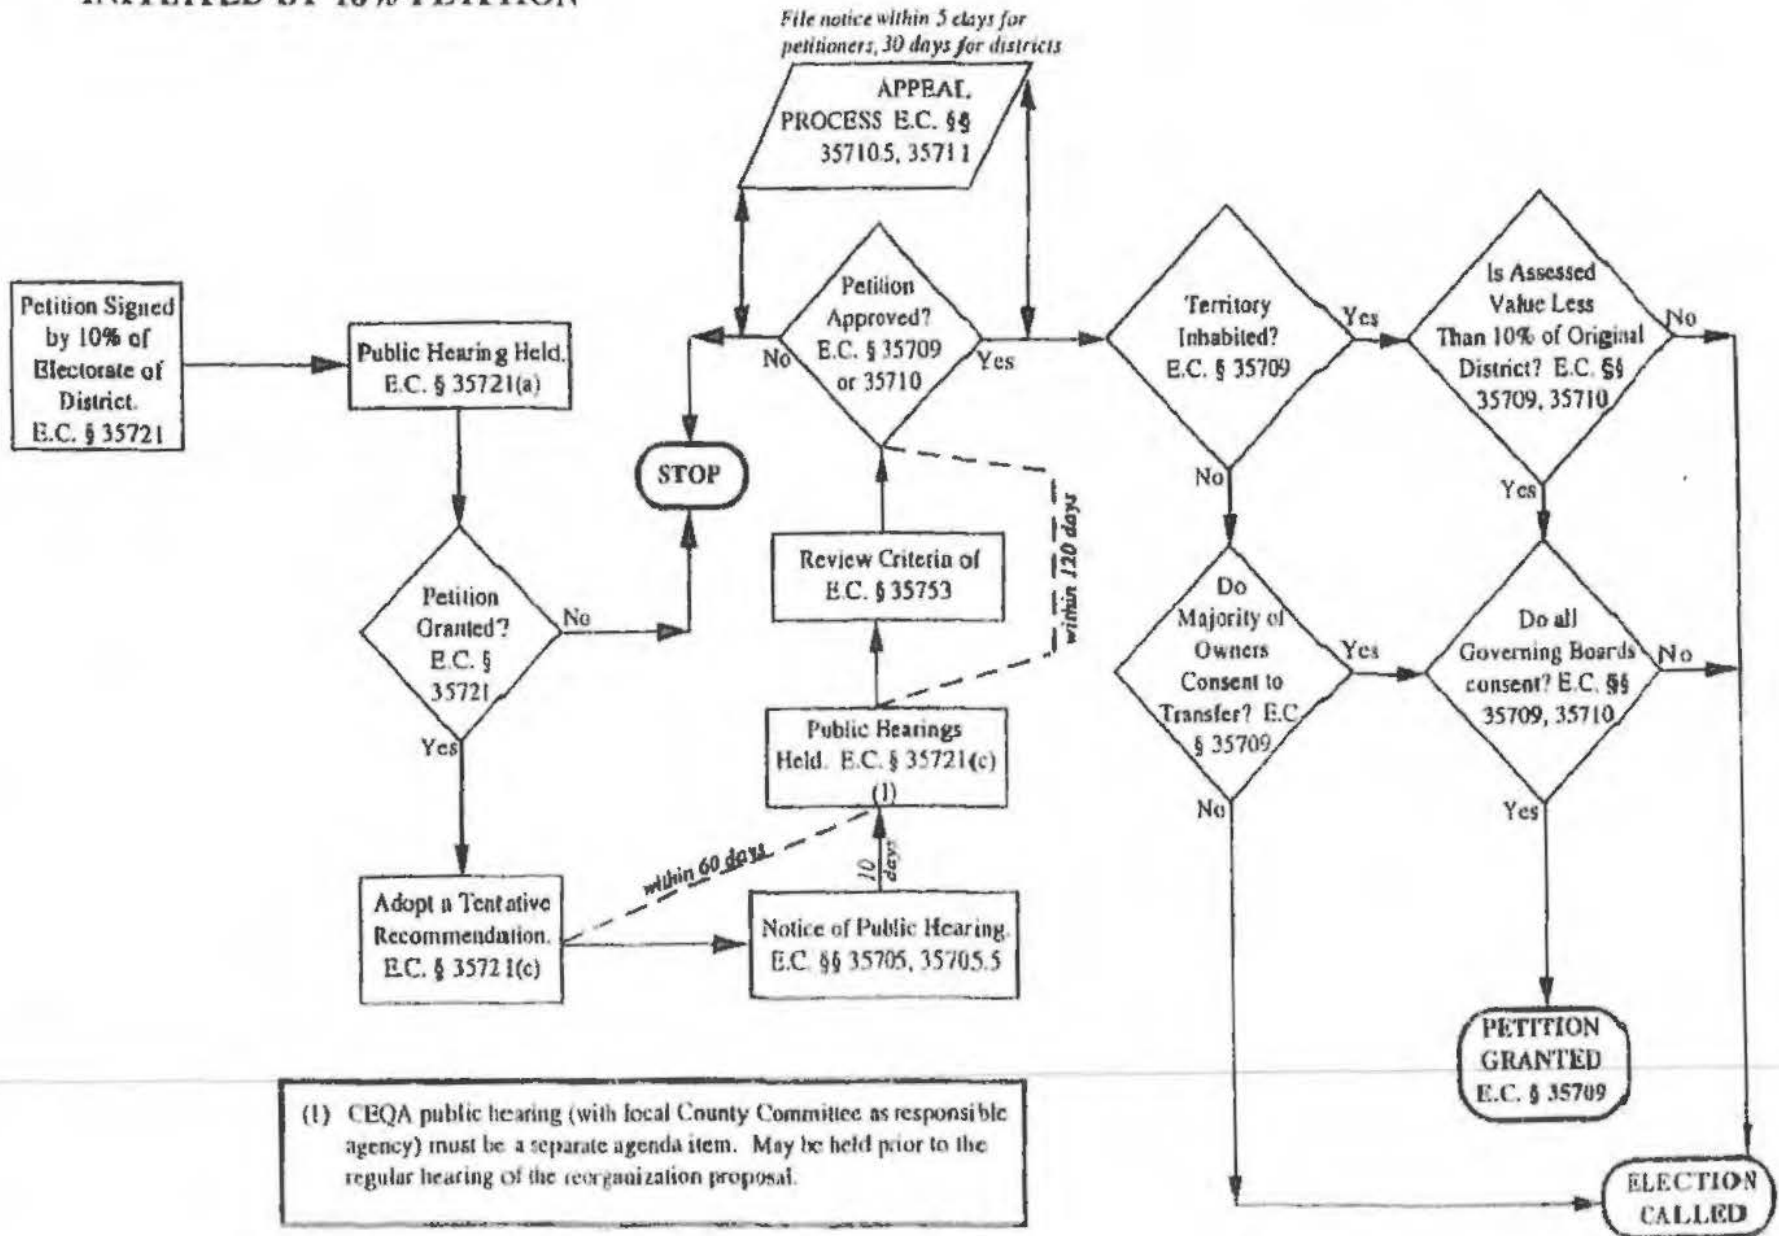 File notice within 5 days for
petitioners, 30 days for districts
APPEAL
PROCESS E.C. §§
35710.5, 35711
Petition Signed
by 10% of
Electorate of
District.
E.C. § 35721
Public Hearing Held.
E.C. § 35721(a)
Petition
Granted?
E.C. §
35721
No
Yes
STOP
Adopt a Tentative
Recommendation.
E.C. § 35721(c)
within 60 days
Notice of Public Hearing.
E.C. §§ 35705, 35705.5
10
days
Public Hearings
Held. E.C. § 35721(c)
(1)
within 120 days
Review Criteria of
E.C. § 35753
Petition
Approved?
E.C. § 35709
or 35710
No
Yes
Territory
Inhabited?
E.C. § 35709
Yes
No
Is Assessed
Value Less
Than 10% of Original
District? E.C. §§
35709, 35710
No
Yes
Do
Majority of
Owners
Consent to
Transfer? E.C
§ 35709
Yes
No
Do all
Governing Boards
consent? E.C. §§
35709, 35710
No
Yes
PETITION
GRANTED
E.C. § 35709
ELECTION
CALLED
(1) CEQA public hearing (with local County Committee as responsible
agency) must be a separate agenda item. May be held prior to the
regular hearing of the reorganization proposal.